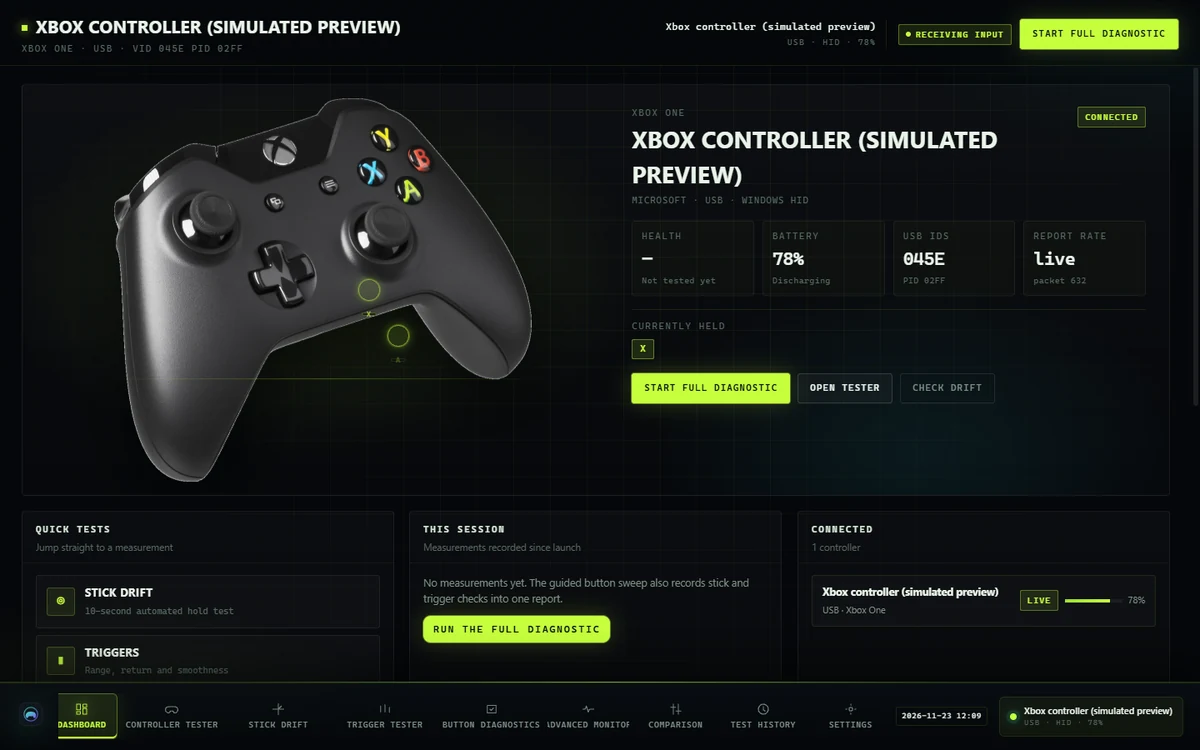 XBOX CONTROLLER (SIMULATED PREVIEW)
XBOX ONE · USB · VID 045E PID 02FF
Xbox controller (simulated preview)
USB · HID · 78%
RECEIVING INPUT
START FULL DIAGNOSTIC
Y
B
X
A
X
A
XBOX ONE
CONNECTED
XBOX CONTROLLER (SIMULATED
PREVIEW)
MICROSOFT · USB · WINDOWS HID
HEALTH
—
Not tested yet
BATTERY
78%
Discharging
USB IDS
045E
PID 02FF
REPORT RATE
live
packet 632
CURRENTLY HELD
X
START FULL DIAGNOSTIC
OPEN TESTER
CHECK DRIFT
QUICK TESTS
Jump straight to a measurement
STICK DRIFT
10-second automated hold test
TRIGGERS
Range, return and smoothness
THIS SESSION
Measurements recorded since launch
No measurements yet. The guided button sweep also records stick and
trigger checks into one report.
RUN THE FULL DIAGNOSTIC
CONNECTED
1 controller
Xbox controller (simulated preview)
USB · Xbox One
LIVE
78%
DASHBOARD
CONTROLLER TESTER
STICK DRIFT
TRIGGER TESTER
BUTTON DIAGNOSTICS
ADVANCED MONITOR
COMPARISON
TEST HISTORY
SETTINGS
2026-11-23 12:09
Xbox controller (simulated preview)
USB · HID · 78%